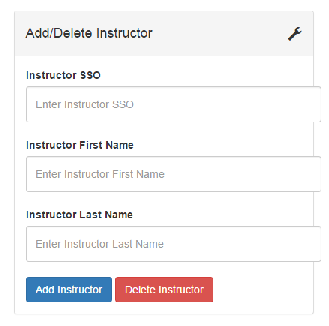 Add/Delete Instructor
Instructor SSO
Enter Instructor SSO
Instructor First Name
Enter Instructor First Name
Instructor Last Name
Enter Instructor Last Name
Add Instructor Delete Instructor